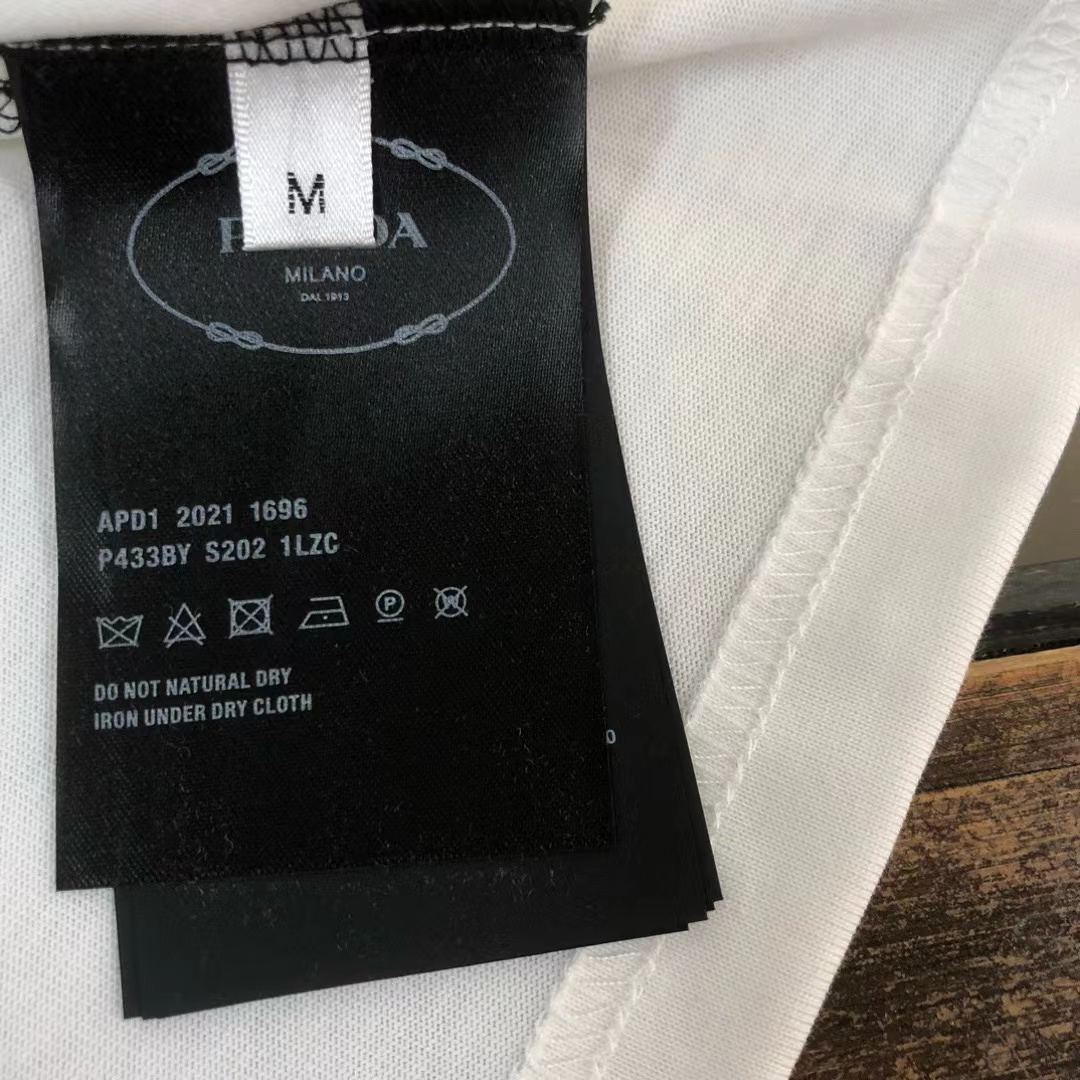 M
MILANO
DAL 1913
APD1 2021 1696
P433BY S202 1LZC
P
W
DO NOT NATURAL DRY
IRON UNDER DRY CLOTH